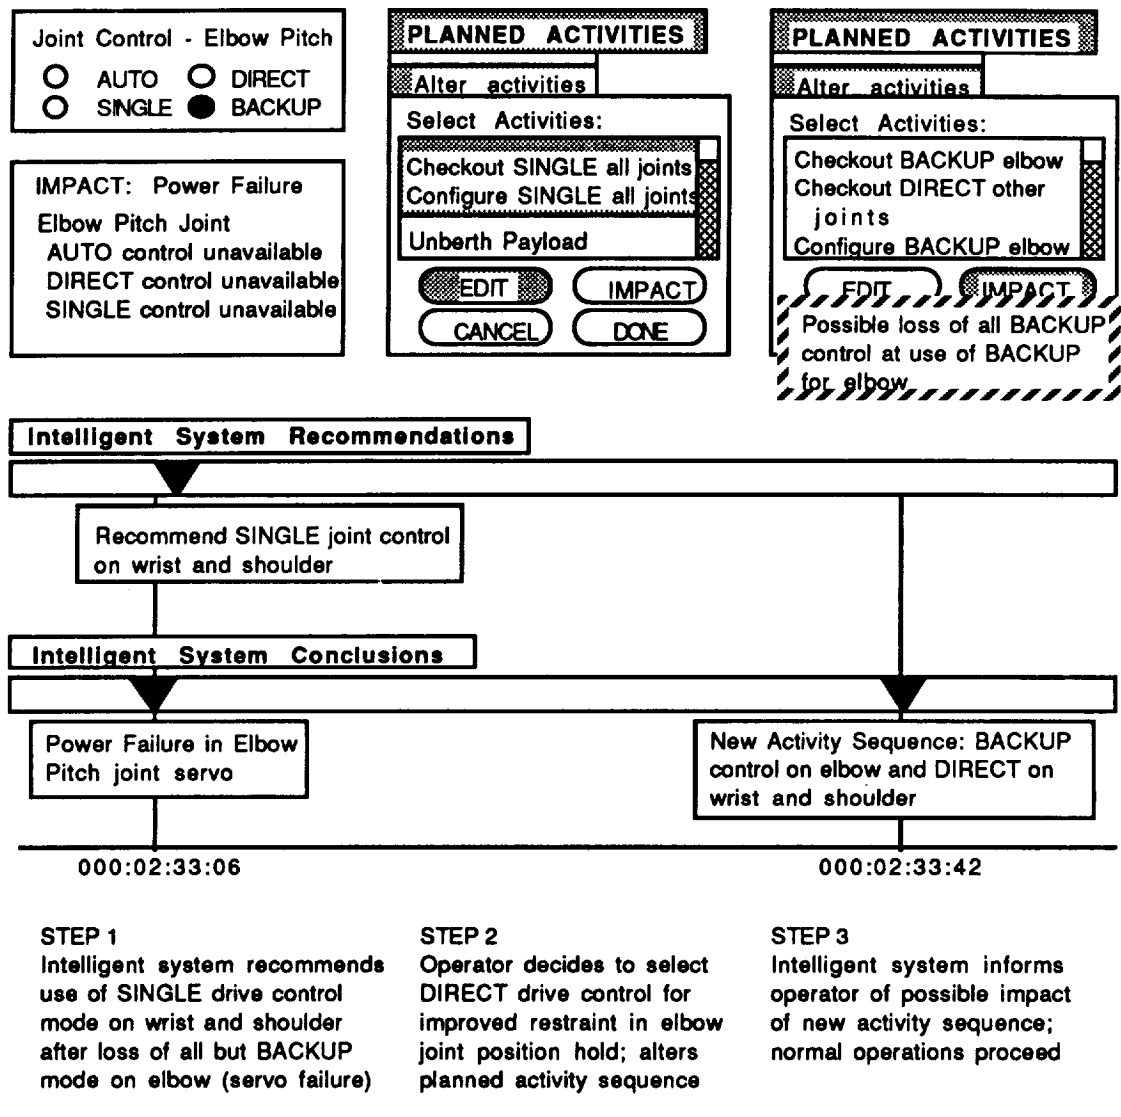 Joint Control - Elbow Pitch
AUTO DIRECT
SINGLE BACKUP
IMPACT: Power Failure
Elbow Pitch Joint
AUTO control unavailable
DIRECT control unavailable
SINGLE control unavailable
PLANNED ACTIVITIES
Alter activities
Select Activities:
Checkout SINGLE all joints
Configure SINGLE all joints
Unberth Payload
EDIT IMPACT
CANCEL DONE
PLANNED ACTIVITIES
Alter activities
Select Activities:
Checkout BACKUP elbow
Checkout DIRECT other
joints
Configure BACKUP elbow
EDIT IMPACT
Possible loss of all BACKUP
control at use of BACKUP
for elbow
Intelligent System Recommendations
Recommend SINGLE joint control
on wrist and shoulder
Intelligent System Conclusions
Power Failure in Elbow
Pitch joint servo
New Activity Sequence: BACKUP
control on elbow and DIRECT on
wrist and shoulder
000:02:33:06
000:02:33:42
STEP 1
Intelligent system recommends
use of SINGLE drive control
mode on wrist and shoulder
after loss of all but BACKUP
mode on elbow (servo failure)
STEP 2
Operator decides to select
DIRECT drive control for
improved restraint in elbow
joint position hold; alters
planned activity sequence
STEP 3
Intelligent system informs
operator of possible impact
of new activity sequence;
normal operations proceed